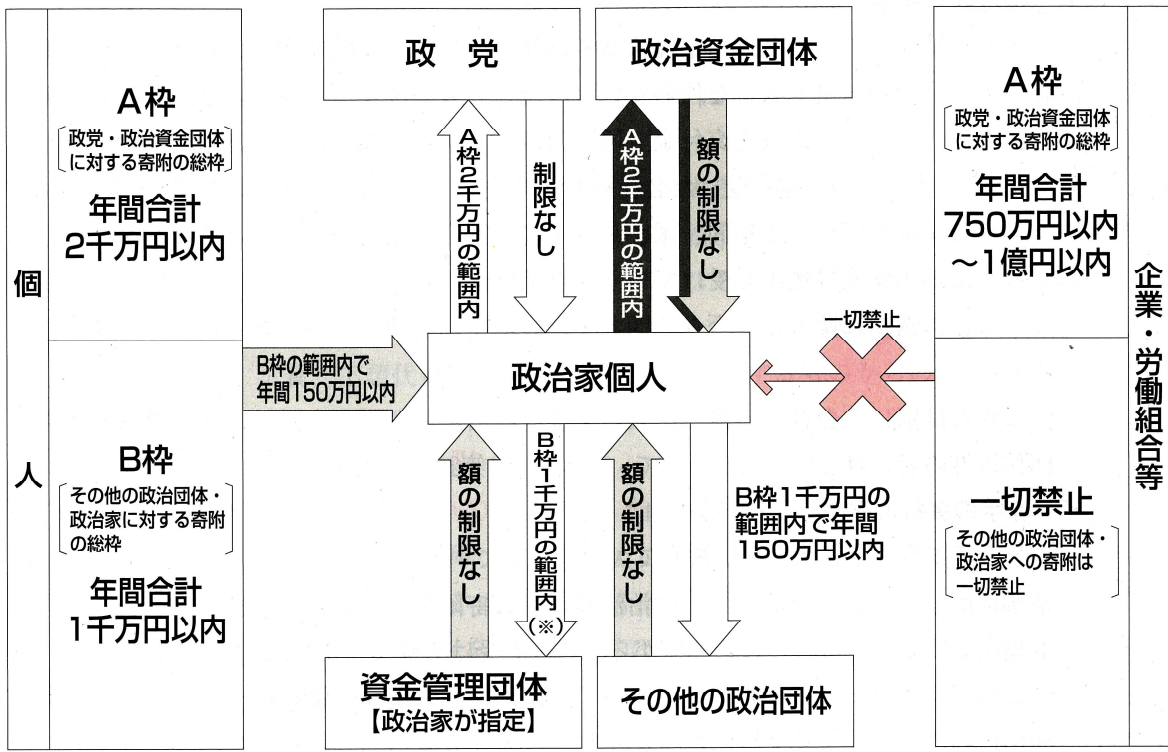 個人
A枠
政党・政治資金団体
に対する寄附の総枠
年間合計
2千万円以内
B枠
その他の政治団体・
政治家に対する寄附
の総枠
年間合計
1千万円以内
B枠の範囲内で
年間150万円以内
政 党
政治資金団体
A枠2千万円の範囲内
制限なし
A枠2千万円の範囲内
額の制限なし
政治家個人
額の制限なし
B枠1千万円の範囲内
(※)
額の制限なし
B枠1千万円の
範囲内で年間
150万円以内
資金管理団体
【政治家が指定】
その他の政治団体
一切禁止
A枠
政党・政治資金団体
に対する寄附の総枠
年間合計
750万円以内
～1億円以内
一切禁止
その他の政治団体・
政治家への寄附は
一切禁止
企業・労働組合等